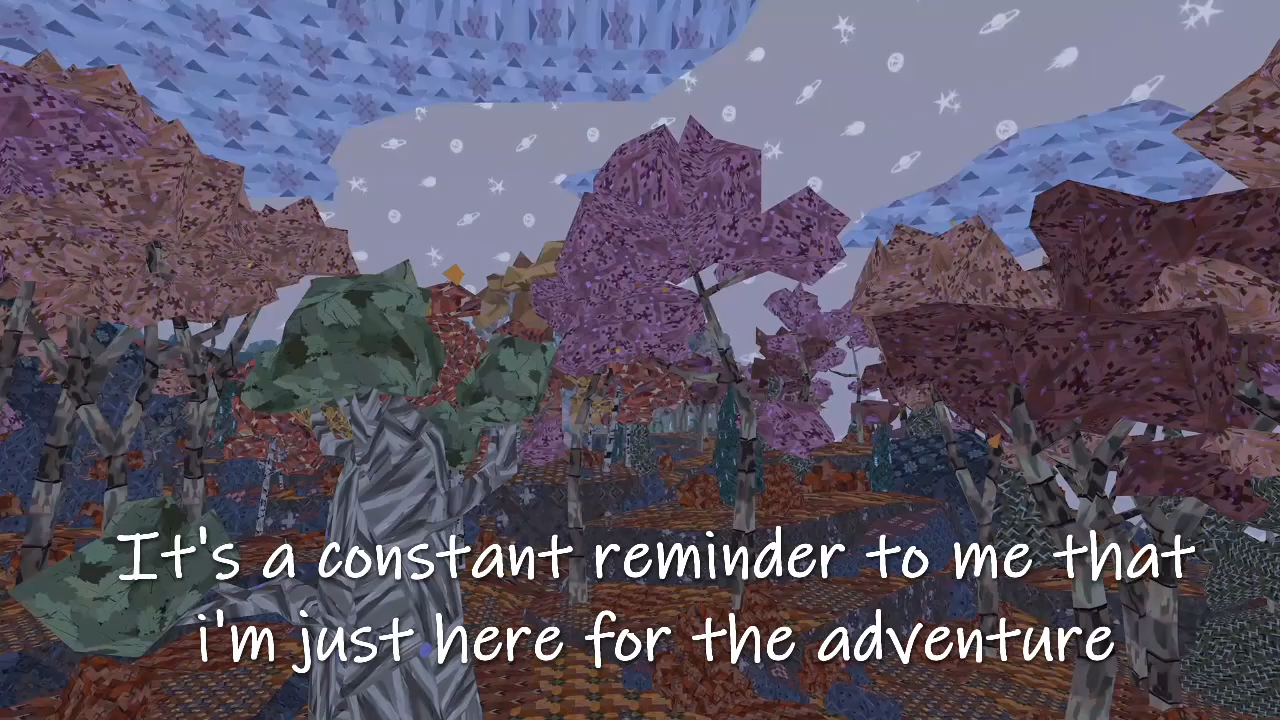 It's a constant reminder to me that
i'm just here for the adventure